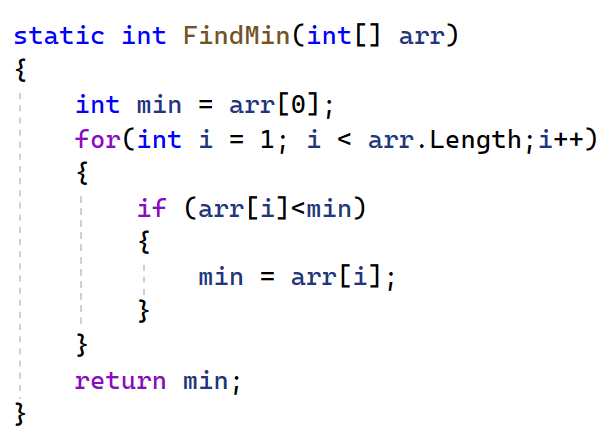 static int FindMin(int[] arr)
{
    int min = arr[0];
    for(int i = 1; i < arr.Length;i++)
    {
        if (arr[i]<min)
        {
            min = arr[i];
        }
    }
    return min;
}